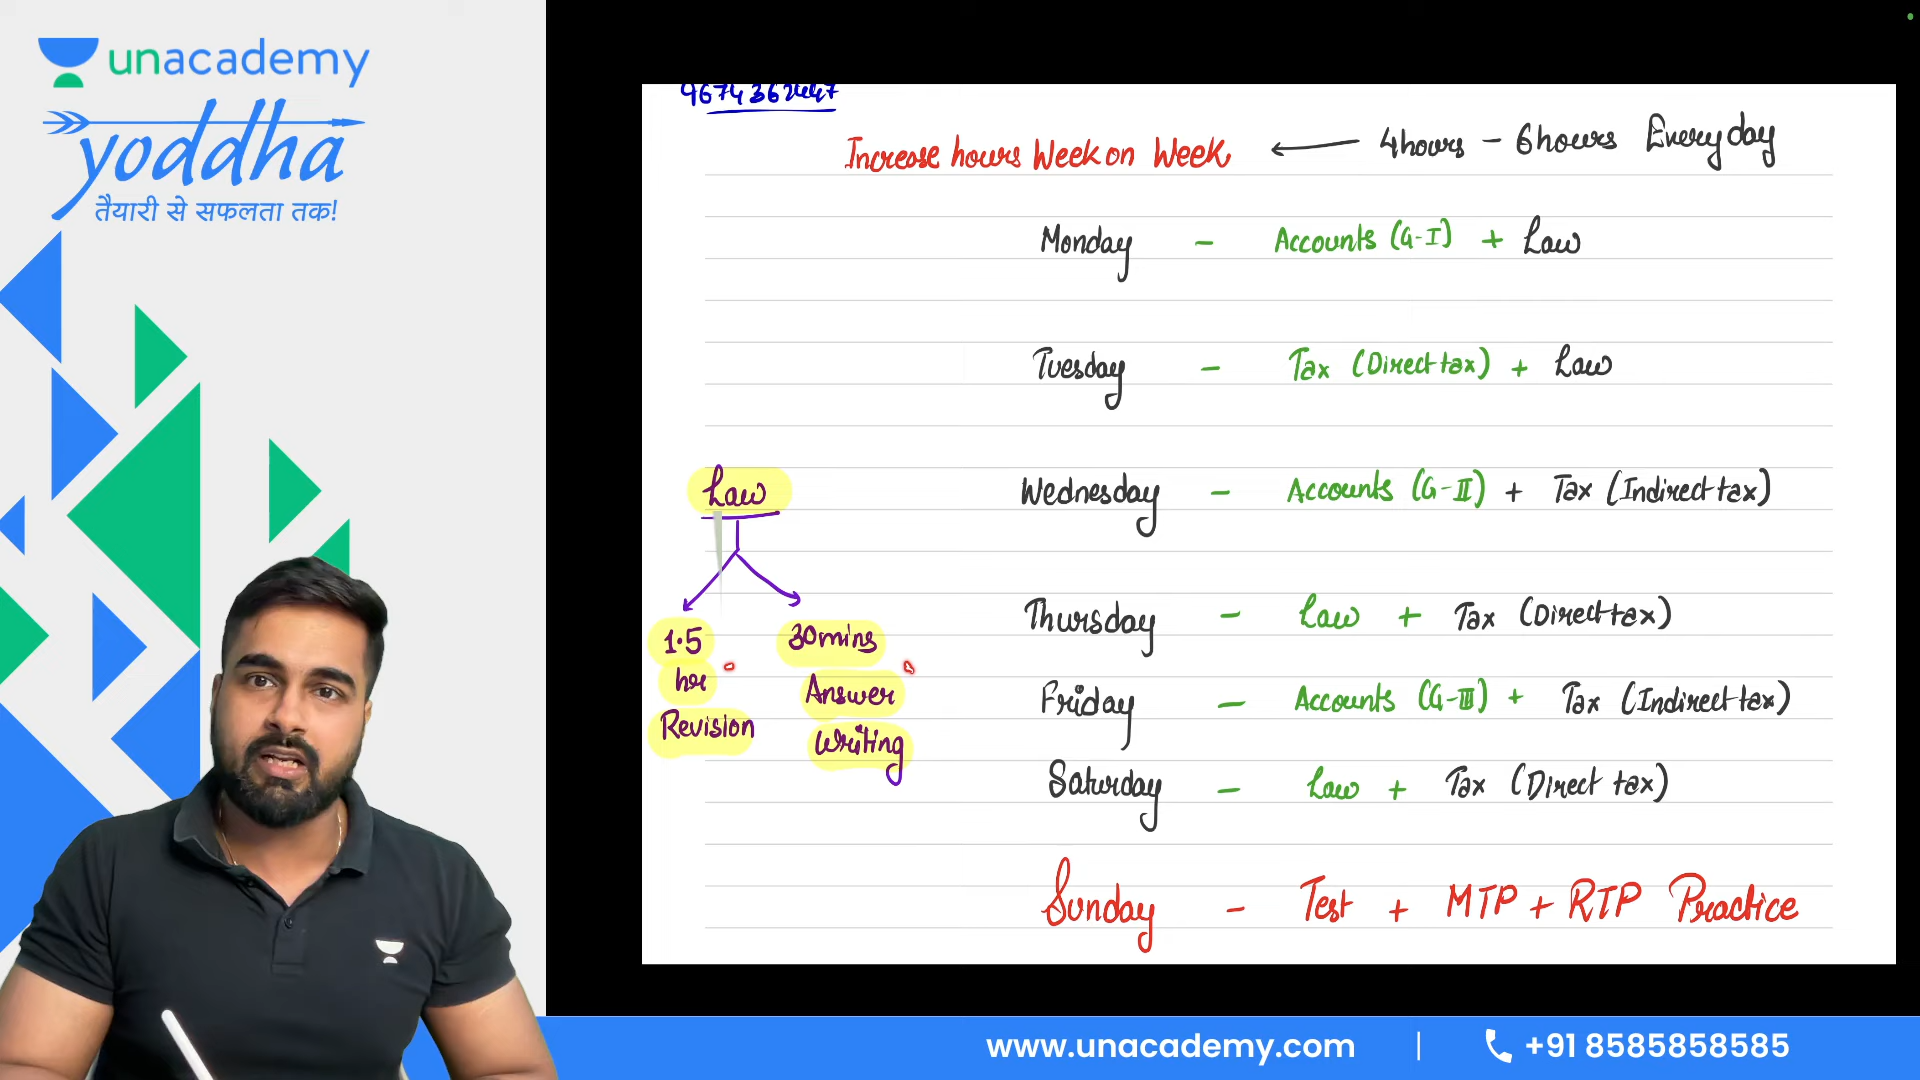 unacademy
yoddha
तैयारी से सफलता तक!
Increase hours Week on Week ← 4hours - 6hours Everyday
Monday - Accounts (G-I) + Law
Tuesday - Tax (Direct tax) + Law
Wednesday - Accounts (G-II) + Tax (Indirect tax)
Thursday - Law + Tax (Direct tax)
Friday - Accounts (G-III) + Tax (Indirect tax)
Saturday - Law + Tax (Direct tax)
Sunday - Test + MTP + RTP Practice
Law
1.5
hr
Revision
30mins
Answer
Writing
www.unacademy.com | +91 8585858585